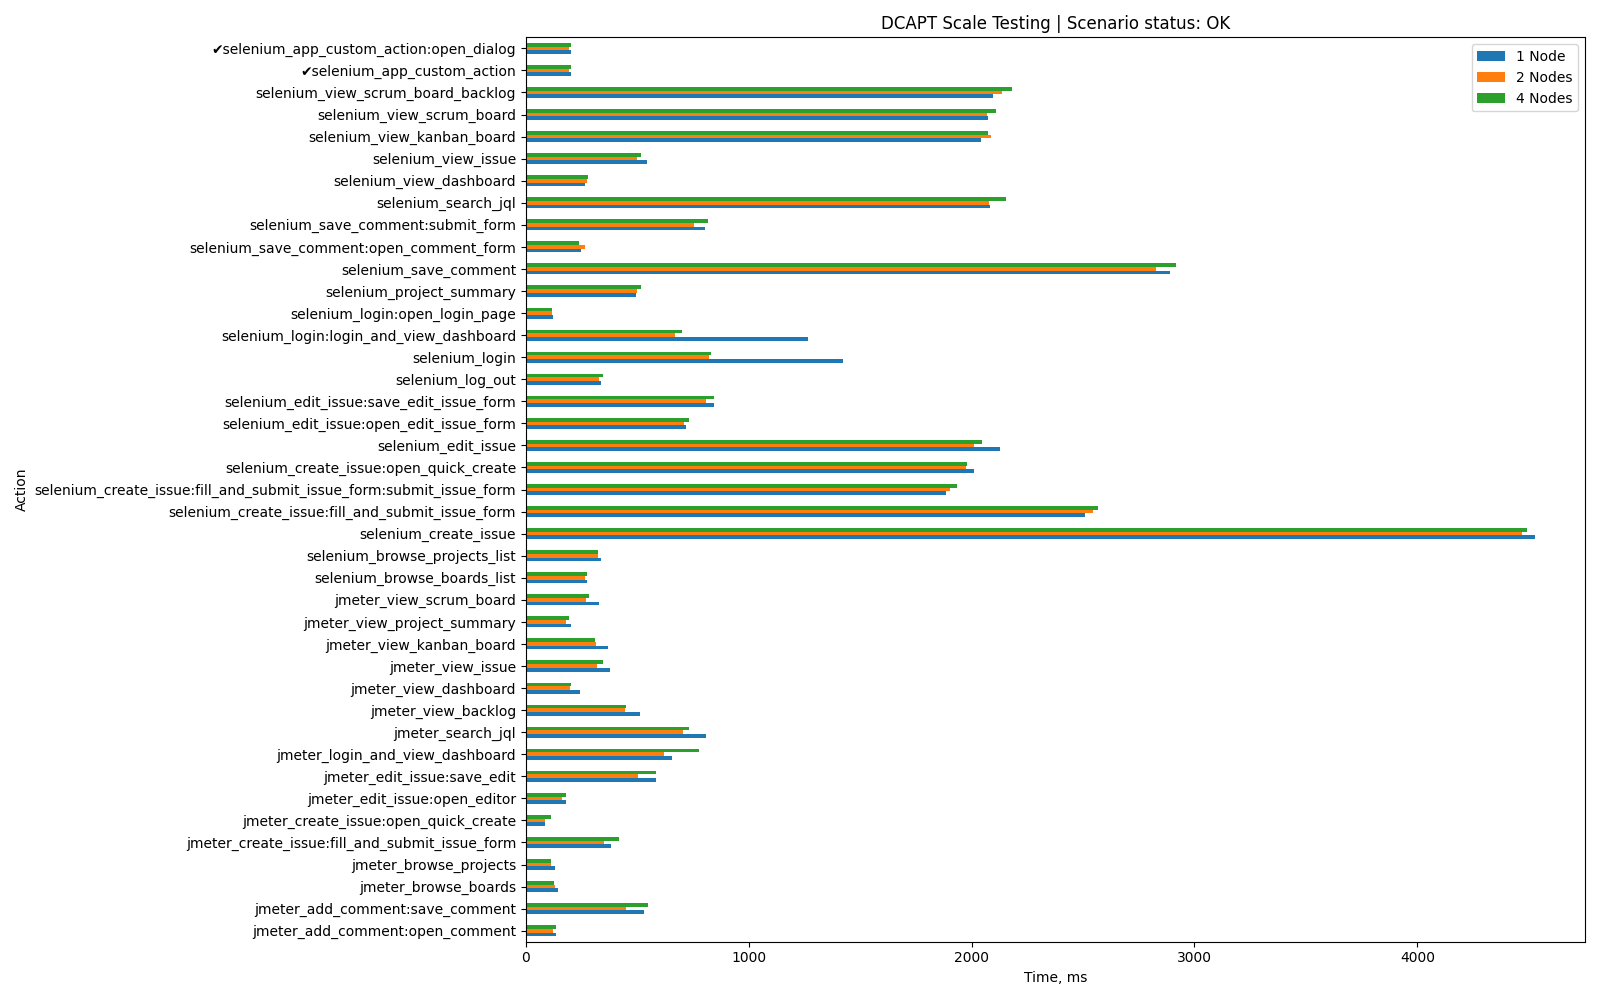 DCAPT Scale Testing | Scenario status: OK
1 Node
2 Nodes
4 Nodes
✔selenium_app_custom_action:open_dialog
✔selenium_app_custom_action
selenium_view_scrum_board_backlog
selenium_view_scrum_board
selenium_view_kanban_board
selenium_view_issue
selenium_view_dashboard
selenium_search_jql
selenium_save_comment:submit_form
selenium_save_comment:open_comment_form
selenium_save_comment
selenium_project_summary
selenium_login:open_login_page
selenium_login:login_and_view_dashboard
selenium_login
selenium_log_out
selenium_edit_issue:save_edit_issue_form
selenium_edit_issue:open_edit_issue_form
selenium_edit_issue
selenium_create_issue:open_quick_create
selenium_create_issue:fill_and_submit_issue_form:submit_issue_form
selenium_create_issue:fill_and_submit_issue_form
selenium_create_issue
selenium_browse_projects_list
selenium_browse_boards_list
jmeter_view_scrum_board
jmeter_view_project_summary
jmeter_view_kanban_board
jmeter_view_issue
jmeter_view_dashboard
jmeter_view_backlog
jmeter_search_jql
jmeter_login_and_view_dashboard
jmeter_edit_issue:save_edit
jmeter_edit_issue:open_editor
jmeter_create_issue:open_quick_create
jmeter_create_issue:fill_and_submit_issue_form
jmeter_browse_projects
jmeter_browse_boards
jmeter_add_comment:save_comment
jmeter_add_comment:open_comment
Action
0 1000 2000 3000 4000
Time, ms